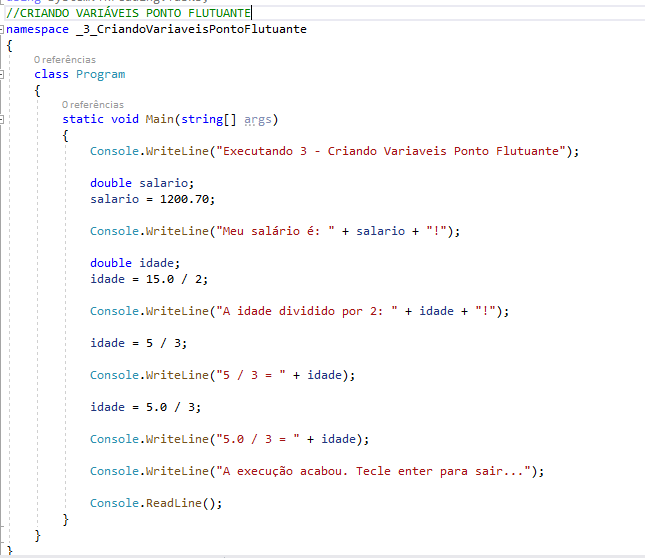 //CRIANDO VARIÁVEIS PONTO FLUTUANTE
namespace _3_CriandoVariaveisPontoFlutuante
{
0 referências
class Program
{
0 referências
static void Main(string[] args)
{
Console.WriteLine("Executando 3 - Criando Variaveis Ponto Flutuante");
double salario;
salario = 1200.70;
Console.WriteLine("Meu salário é: " + salario + "!");
double idade;
idade = 15.0 / 2;
Console.WriteLine("A idade dividido por 2: " + idade + "!");
idade = 5 / 3;
Console.WriteLine("5 / 3 = " + idade);
idade = 5.0 / 3;
Console.WriteLine("5.0 / 3 = " + idade);
Console.WriteLine("A execução acabou. Tecle enter para sair...");
Console.ReadLine();
}
}
}